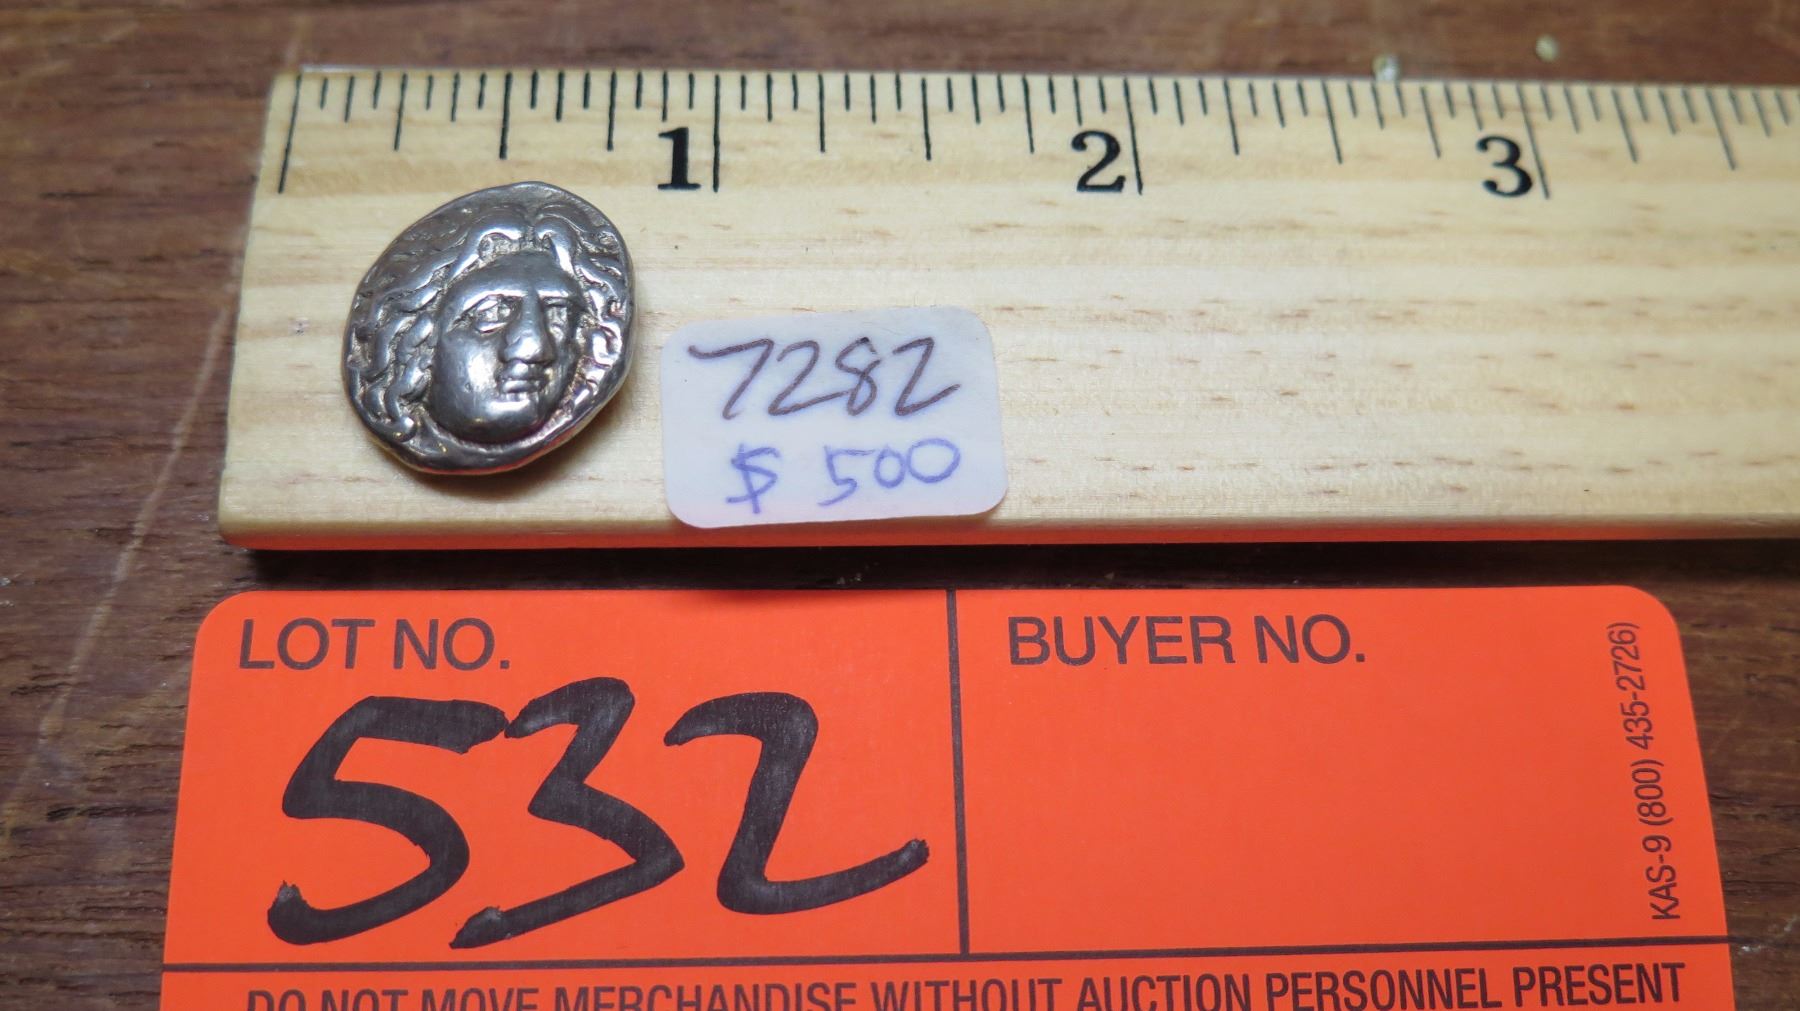 1 2 3
7282
$ 500
LOT NO.
532
BUYER NO.
KAS-9 (800) 435-2726)
DO NOT MOVE MERCHANDISE WITHOUT AUCTION PERSONNEL PRESENT